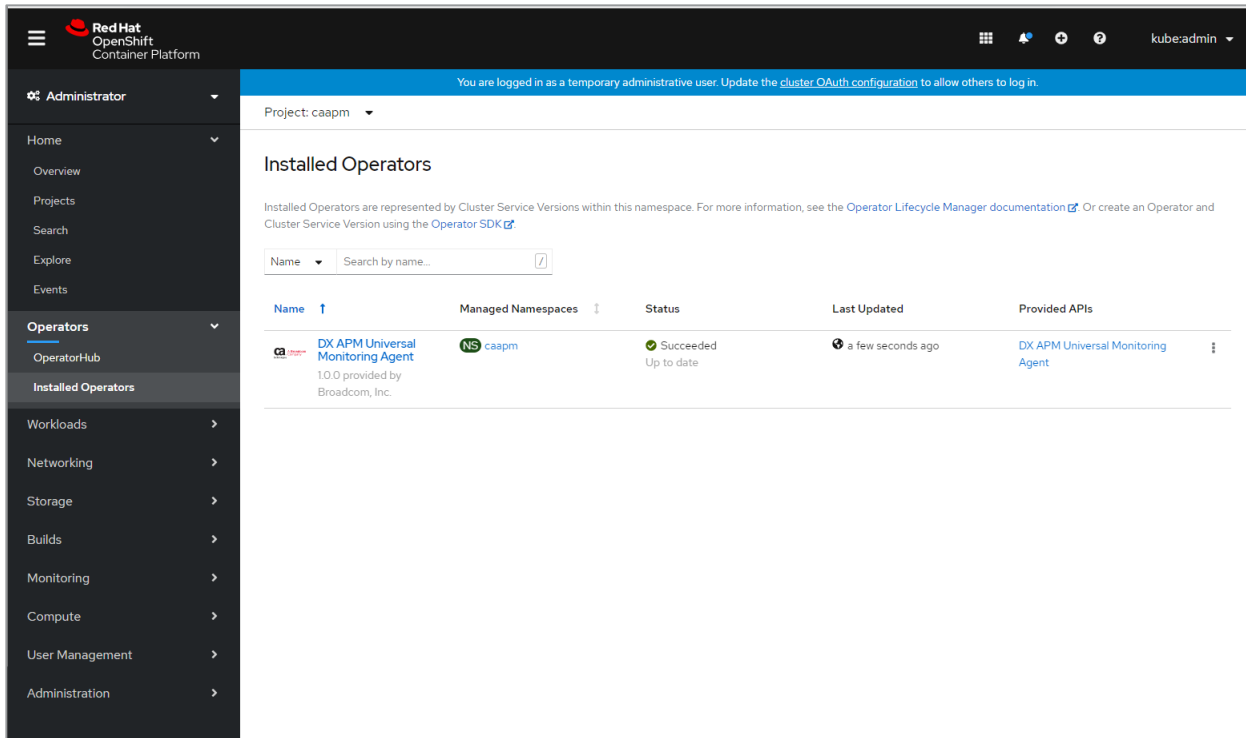 Red Hat
OpenShift
Container Platform
kube:admin
Administrator
You are logged in as a temporary administrative user. Update the cluster OAuth configuration to allow others to log in.
Project: caapm
Home
Overview
Projects
Search
Explore
Events
Operators
OperatorHub
Installed Operators
Workloads
Networking
Storage
Builds
Monitoring
Compute
User Management
Administration
Installed Operators
Installed Operators are represented by Cluster Service Versions within this namespace. For more information, see the Operator Lifecycle Manager documentation. Or create an Operator and
Cluster Service Version using the Operator SDK.
Name Search by name... /
Name Managed Namespaces Status Last Updated Provided APIs
ca
DX APM Universal
Monitoring Agent
1.0.0 provided by
Broadcom, Inc.
NS caapm
Succeeded
Up to date
a few seconds ago
DX APM Universal Monitoring
Agent